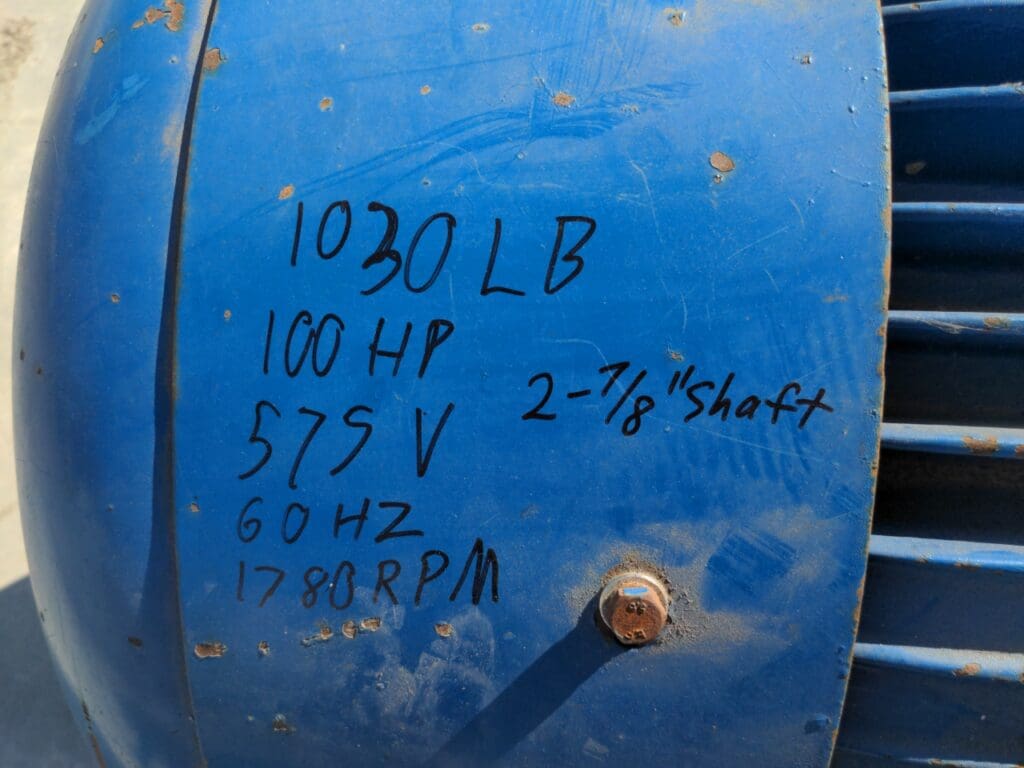 1030 LB
100 HP
575 V
2-7/8" Shaft
60 HZ
1780 RPM